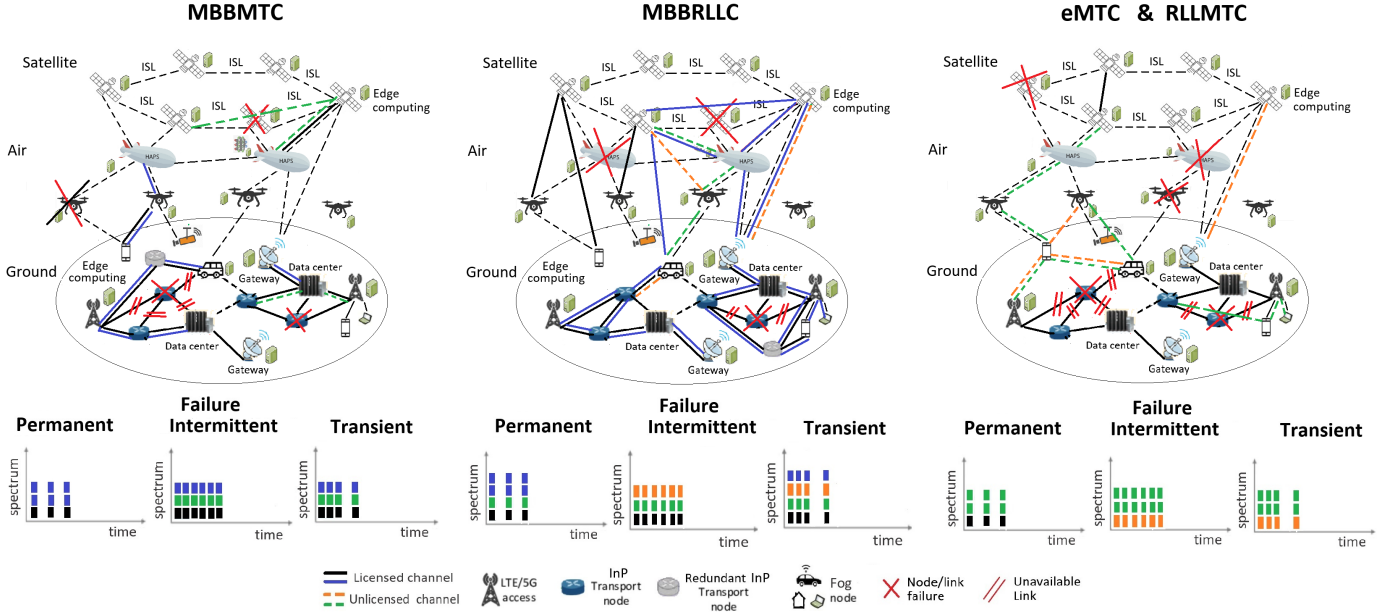 MBBMTC
MBBRLLC
eMTC & RLLMTC
Satellite
ISL
ISL
ISL
ISL
ISL
ISL
Edge
computing
Air
HAPS
HAPS
Ground
Edge
computing
Gateway
Data center
Data center
Gateway
Satellite
ISL
ISL
ISL
ISL
ISL
ISL
Edge
computing
Air
HAPS
HAPS
Ground
Edge
computing
Gateway
Data center
Data center
Gateway
Satellite
ISL
ISL
ISL
ISL
ISL
ISL
Edge
computing
Air
HAPS
HAPS
Ground
Gateway
Data center
Data center
Gateway
Failure
Permanent
Intermittent
Transient
spectrum
time
spectrum
time
spectrum
time
Failure
Permanent
Intermittent
Transient
spectrum
time
spectrum
time
spectrum
time
Failure
Permanent
Intermittent
Transient
spectrum
time
spectrum
time
spectrum
time
Licensed channel
Unlicensed channel
LTE/5G
access
InP
Transport
node
Redundant InP
Transport
node
Fog
node
Node/link
failure
Unavailable
Link